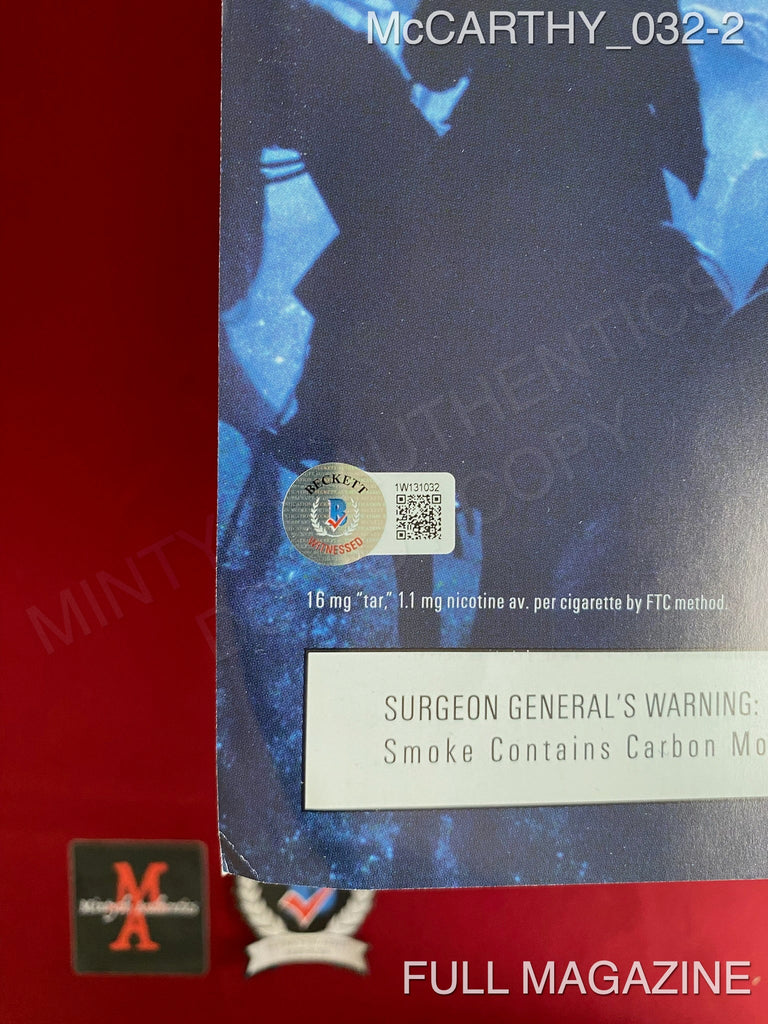 McCARTHY_032-2
BECKETT
WITNESSED
1W131032
16 mg “tar,” 1.1 mg nicotine av. per cigarette by FTC method.
SURGEON GENERAL'S WARNING:
Smoke Contains Carbon Mo
MA
FULL MAGAZINE